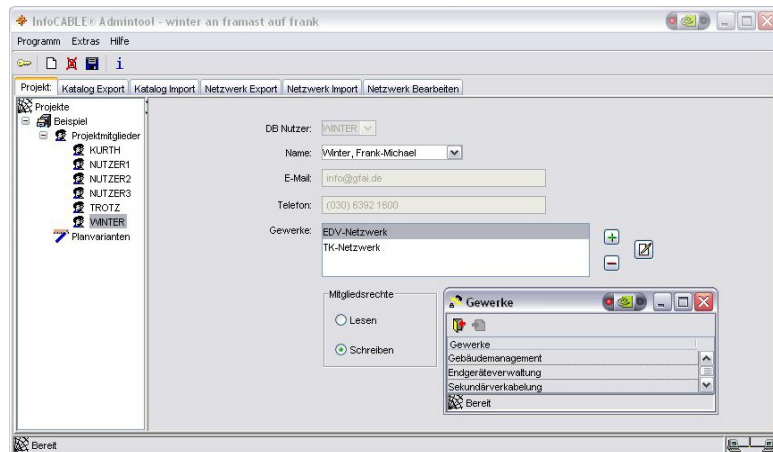 InfoCABLE® Admintool - winter an framast auf frank
Programm Extras Hilfe
Projekt Katalog Export Katalog Import Netzwerk Export Netzwerk Import Netzwerk Bearbeiten
Projekte
Beispiel
Projektmitglieder
KURTH
NUTZER1
NUTZER2
NUTZER3
TROTZ
WINTER
Planvarianten
DB Nutzer: WINTER
Name: Winter, Frank-Michael
E-Mail: info@gfai.de
Telefon: (030) 6392 1600
Gewerke: EDV-Netzwerk
TK-Netzwerk
Mitgliedsrechte
Lesen
Schreiben
Gewerke
Gewerke
Gebäudemanagement
Endgeräteverwaltung
Sekundärverkabelung
Bereit
Bereit